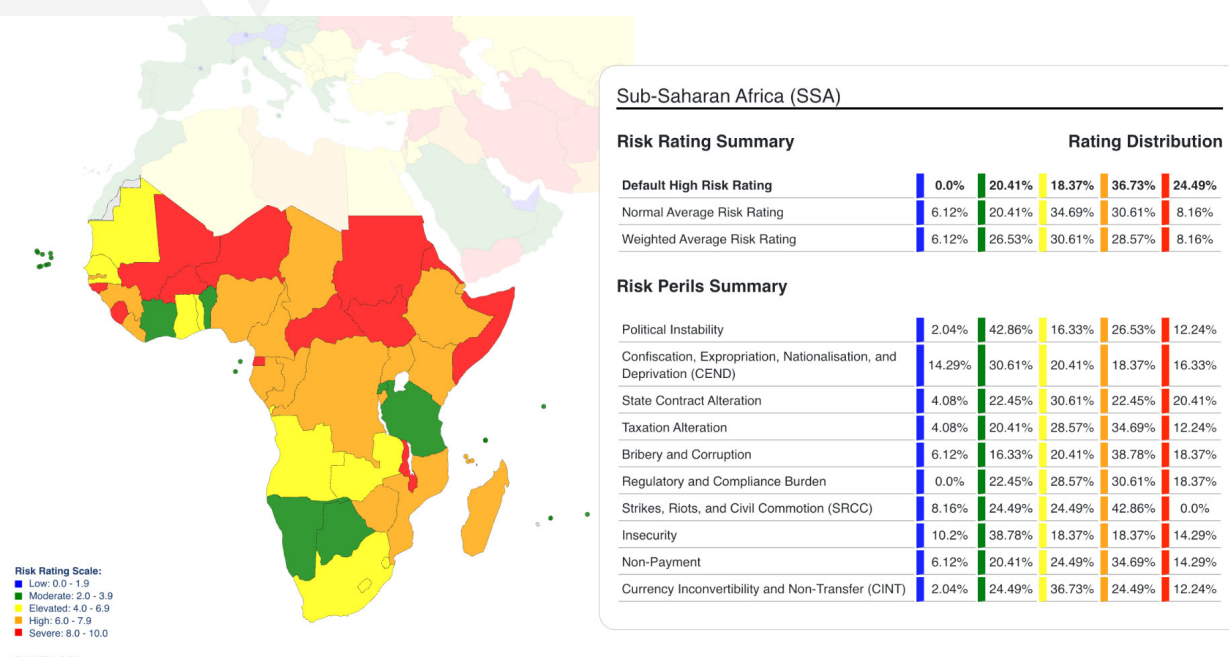 Sub-Saharan Africa (SSA)
Risk Rating Summary Rating Distribution
Default High Risk Rating 0.0% 20.41% 18.37% 36.73% 24.49%
Normal Average Risk Rating 6.12% 20.41% 34.69% 30.61% 8.16%
Weighted Average Risk Rating 6.12% 26.53% 30.61% 28.57% 8.16%
Risk Perils Summary
Political Instability 2.04% 42.86% 16.33% 26.53% 12.24%
Confiscation, Expropriation, Nationalisation, and
Deprivation (CEND) 14.29% 30.61% 20.41% 18.37% 16.33%
State Contract Alteration 4.08% 22.45% 30.61% 22.45% 20.41%
Taxation Alteration 4.08% 20.41% 28.57% 34.69% 12.24%
Bribery and Corruption 6.12% 16.33% 20.41% 38.78% 18.37%
Regulatory and Compliance Burden 0.0% 22.45% 28.57% 30.61% 18.37%
Strikes, Riots, and Civil Commotion (SRCC) 8.16% 24.49% 24.49% 42.86% 0.0%
Insecurity 10.2% 38.78% 18.37% 18.37% 14.29%
Non-Payment 6.12% 20.41% 24.49% 34.69% 14.29%
Currency Inconvertibility and Non-Transfer (CINT) 2.04% 24.49% 36.73% 24.49% 12.24%
Risk Rating Scale:
Low: 0.0 - 1.9
Moderate: 2.0 - 3.9
Elevated: 4.0 - 6.9
High: 6.0 - 7.9
Severe: 8.0 - 10.0